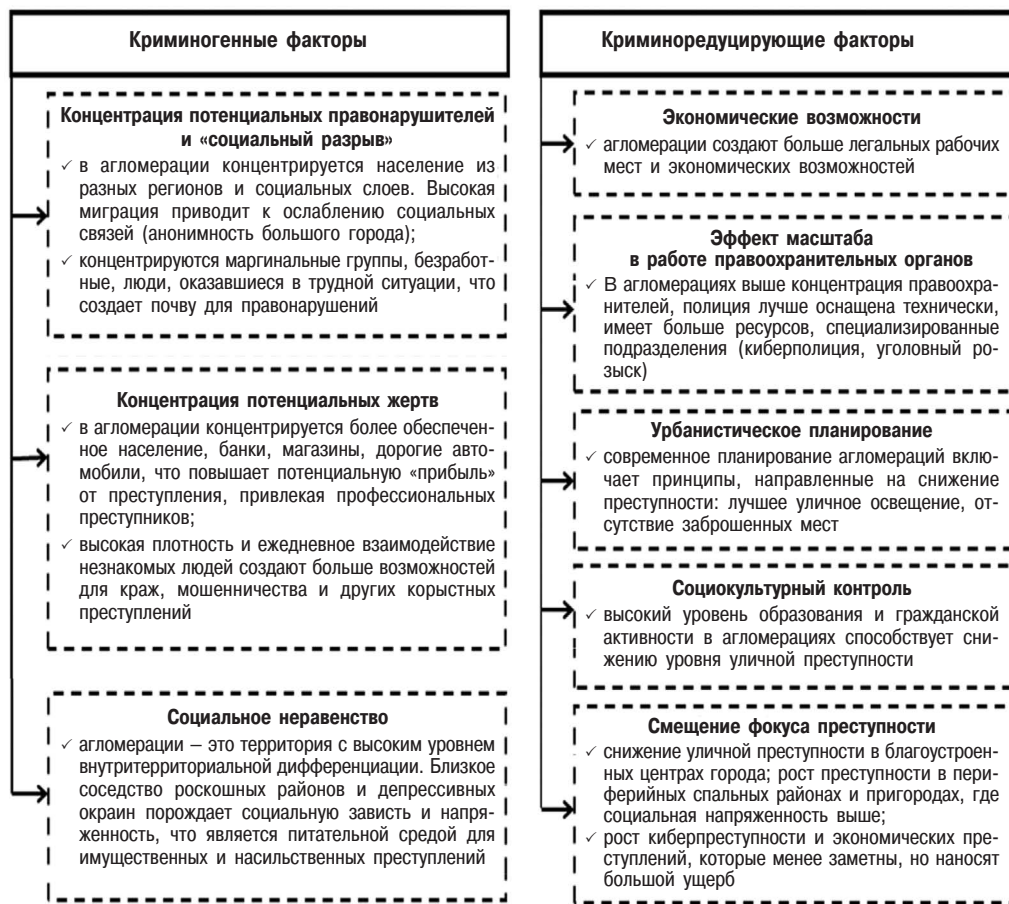 Криминогенные факторы
Концентрация потенциальных правонарушителей
и «социальный разрыв»
✓ в агломерации концентрируется население из
разных регионов и социальных слоев. Высокая
миграция приводит к ослаблению социальных
связей (анонимность большого города);
✓ концентрируются маргинальные группы, безработ-
ные, люди, оказавшиеся в трудной ситуации, что
создает почву для правонарушений
Концентрация потенциальных жертв
✓ в агломерации концентрируется более обеспечен-
ное население, банки, магазины, дорогие авто-
мобили, что повышает потенциальную «прибыль»
от преступления, привлекая профессиональных
преступников;
✓ высокая плотность и ежедневное взаимодействие
незнакомых людей создают больше возможностей
для краж, мошенничества и других корыстных
преступлений
Социальное неравенство
✓ агломерации – это территория с высоким уровнем
внутритерриториальной дифференциации. Близкое
соседство роскошных районов и депрессивных
окраин порождает социальную зависть и напря-
женность, что является питательной средой для
имущественных и насильственных преступлений
Криминоредуцирующие факторы
Экономические возможности
✓ агломерации создают больше легальных рабочих
мест и экономических возможностей
Эффект масштаба
в работе правоохранительных органов
✓ В агломерациях выше концентрация правоохра-
нителей, полиция лучше оснащена технически,
имеет больше ресурсов, специализированные
подразделения (киберполиция, уголовный ро-
зыск)
Урбанистическое планирование
✓ современное планирование агломераций вклю-
чает принципы, направленные на снижение
преступности: лучшее уличное освещение, от-
сутствие заброшенных мест
Социокультурный контроль
✓ высокий уровень образования и гражданской
активности в агломерациях способствует сни-
жению уровня уличной преступности
Смещение фокуса преступности
✓ снижение уличной преступности в благоустроен-
ных центрах города; рост преступности в пери-
ферийных спальных районах и пригородах, где
социальная напряженность выше;
✓ рост киберпреступности и экономических пре-
ступлений, которые менее заметны, но наносят
большой ущерб